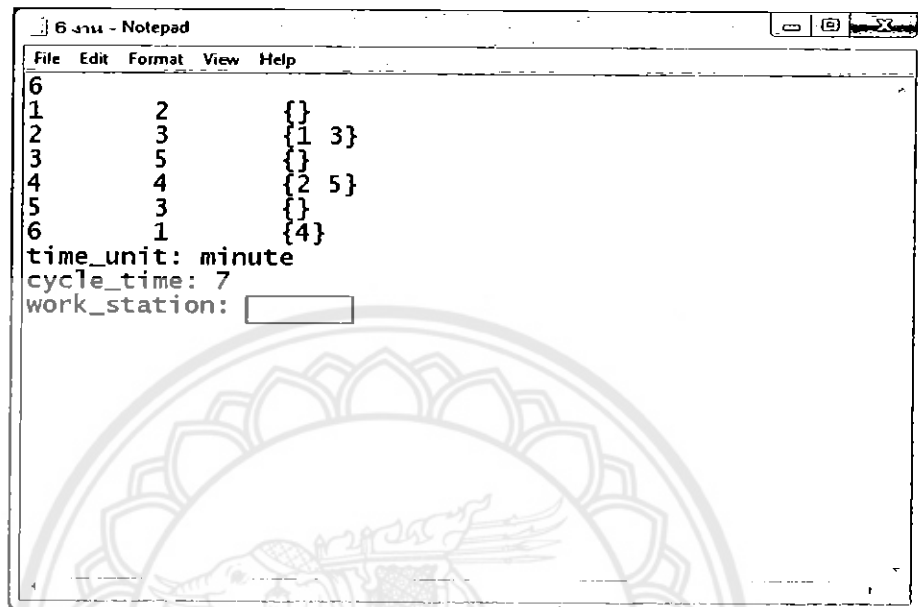 6 งาน - Notepad
File Edit Format View Help
6
1 2 {}
2 3 {1 3}
3 5 {}
4 4 {2 5}
5 3 {}
6 1 {4}
time_unit: minute
cycle_time: 7
work_station: